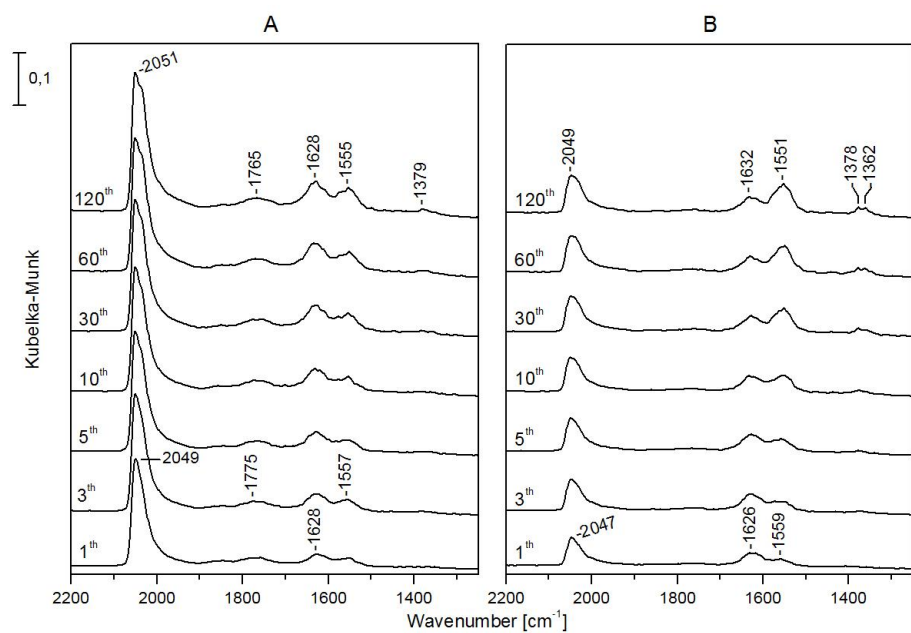 A
B
0,1
Kubelka-Munk
-2051
-1765
-1628
-1555
-1379
120th
60th
30th
10th
5th
2049
3th
-1775
-1557
-1628
1th
-2049
-1632
-1551
1378
1362
120th
60th
30th
10th
5th
3th
-2047
-1626
-1559
1th
2200 2000 1800 1600 1400
2200 2000 1800 1600 1400
Wavenumber [cm-1]